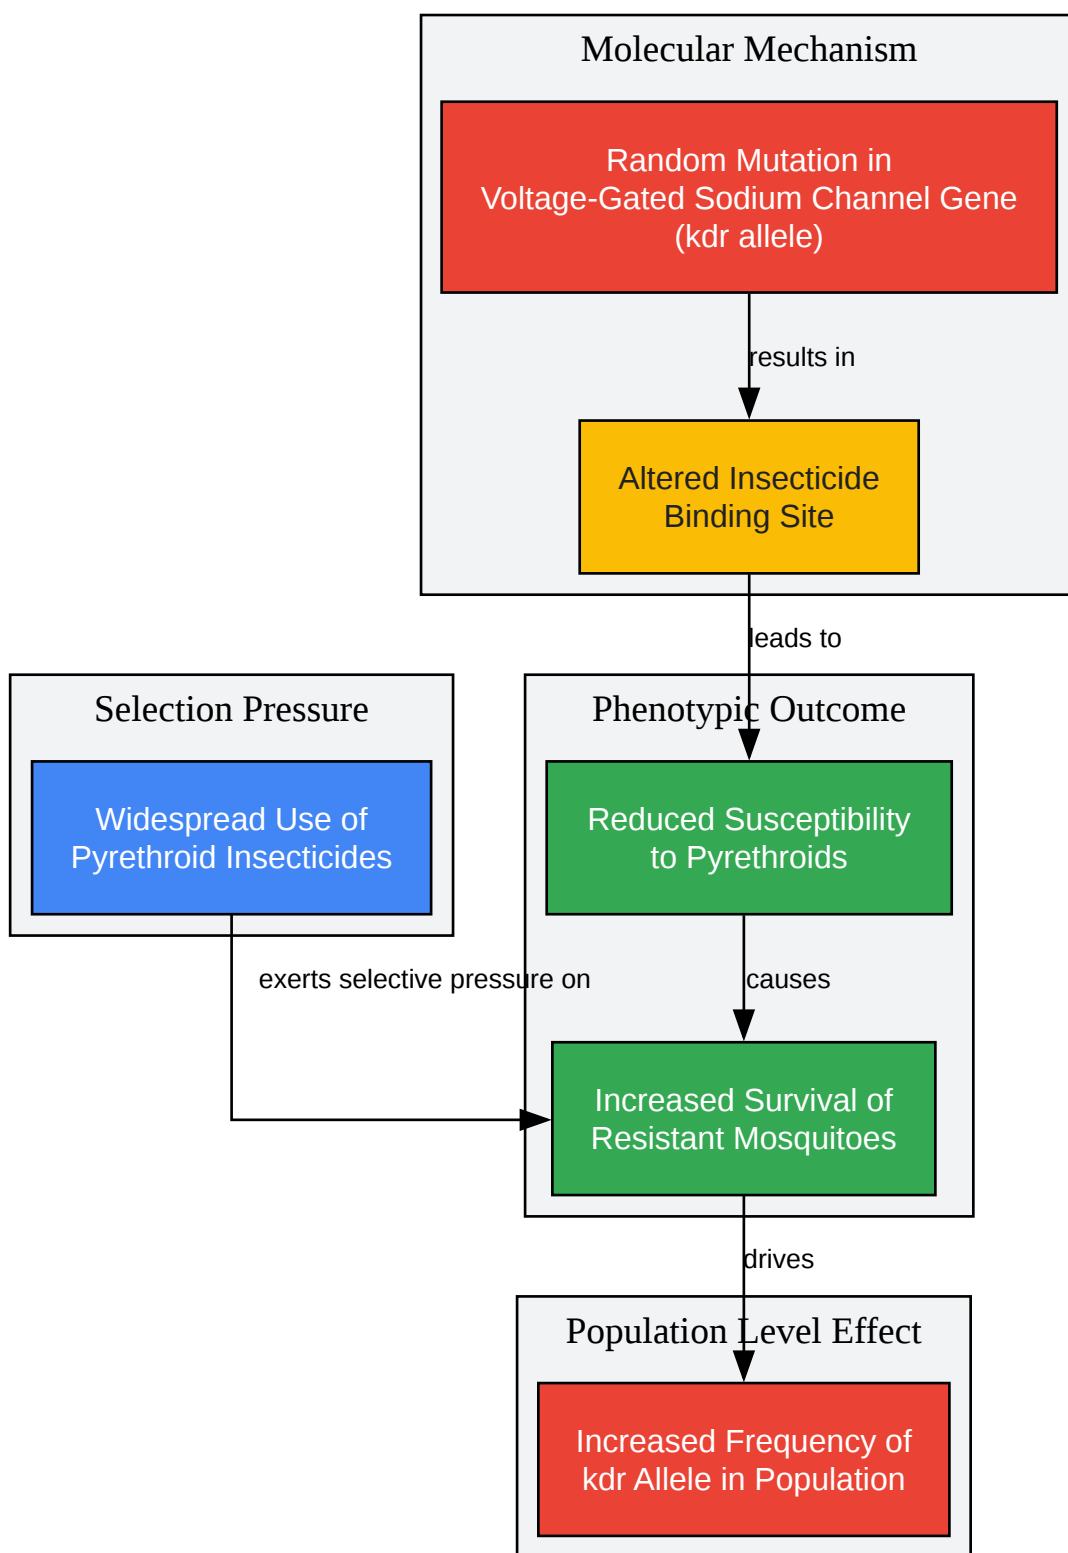 Molecular Mechanism
Random Mutation in
Voltage-Gated Sodium Channel Gene
(kdr allele)
results in
Altered Insecticide
Binding Site
leads to
Selection Pressure
Widespread Use of
Pyrethroid Insecticides
exerts selective pressure on
Phenotypic Outcome
Reduced Susceptibility
to Pyrethroids
causes
Increased Survival of
Resistant Mosquitoes
drives
Population Level Effect
Increased Frequency of
kdr Allele in Population